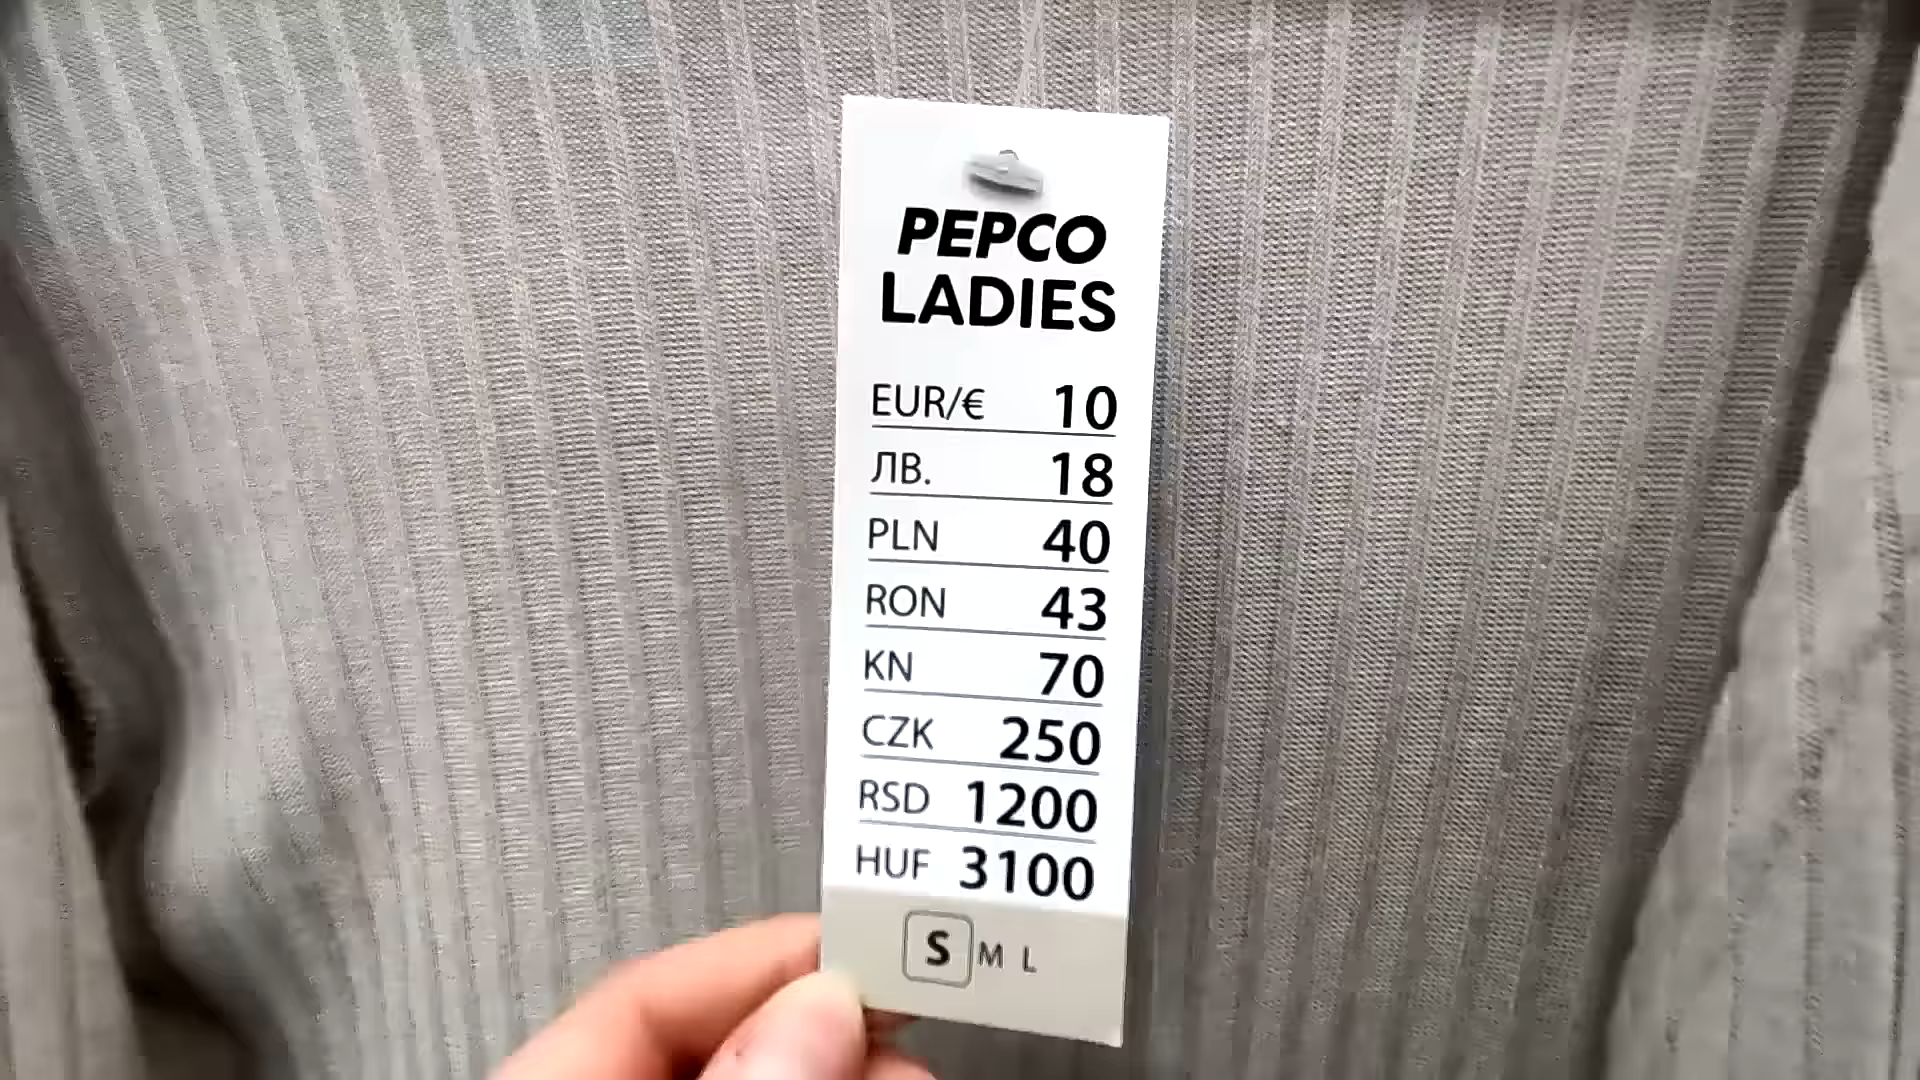 PEPCO
LADIES
EUR/€ 10
ЛВ. 18
PLN 40
RON 43
KN 70
CZK 250
RSD 1200
HUF 3100
S M L